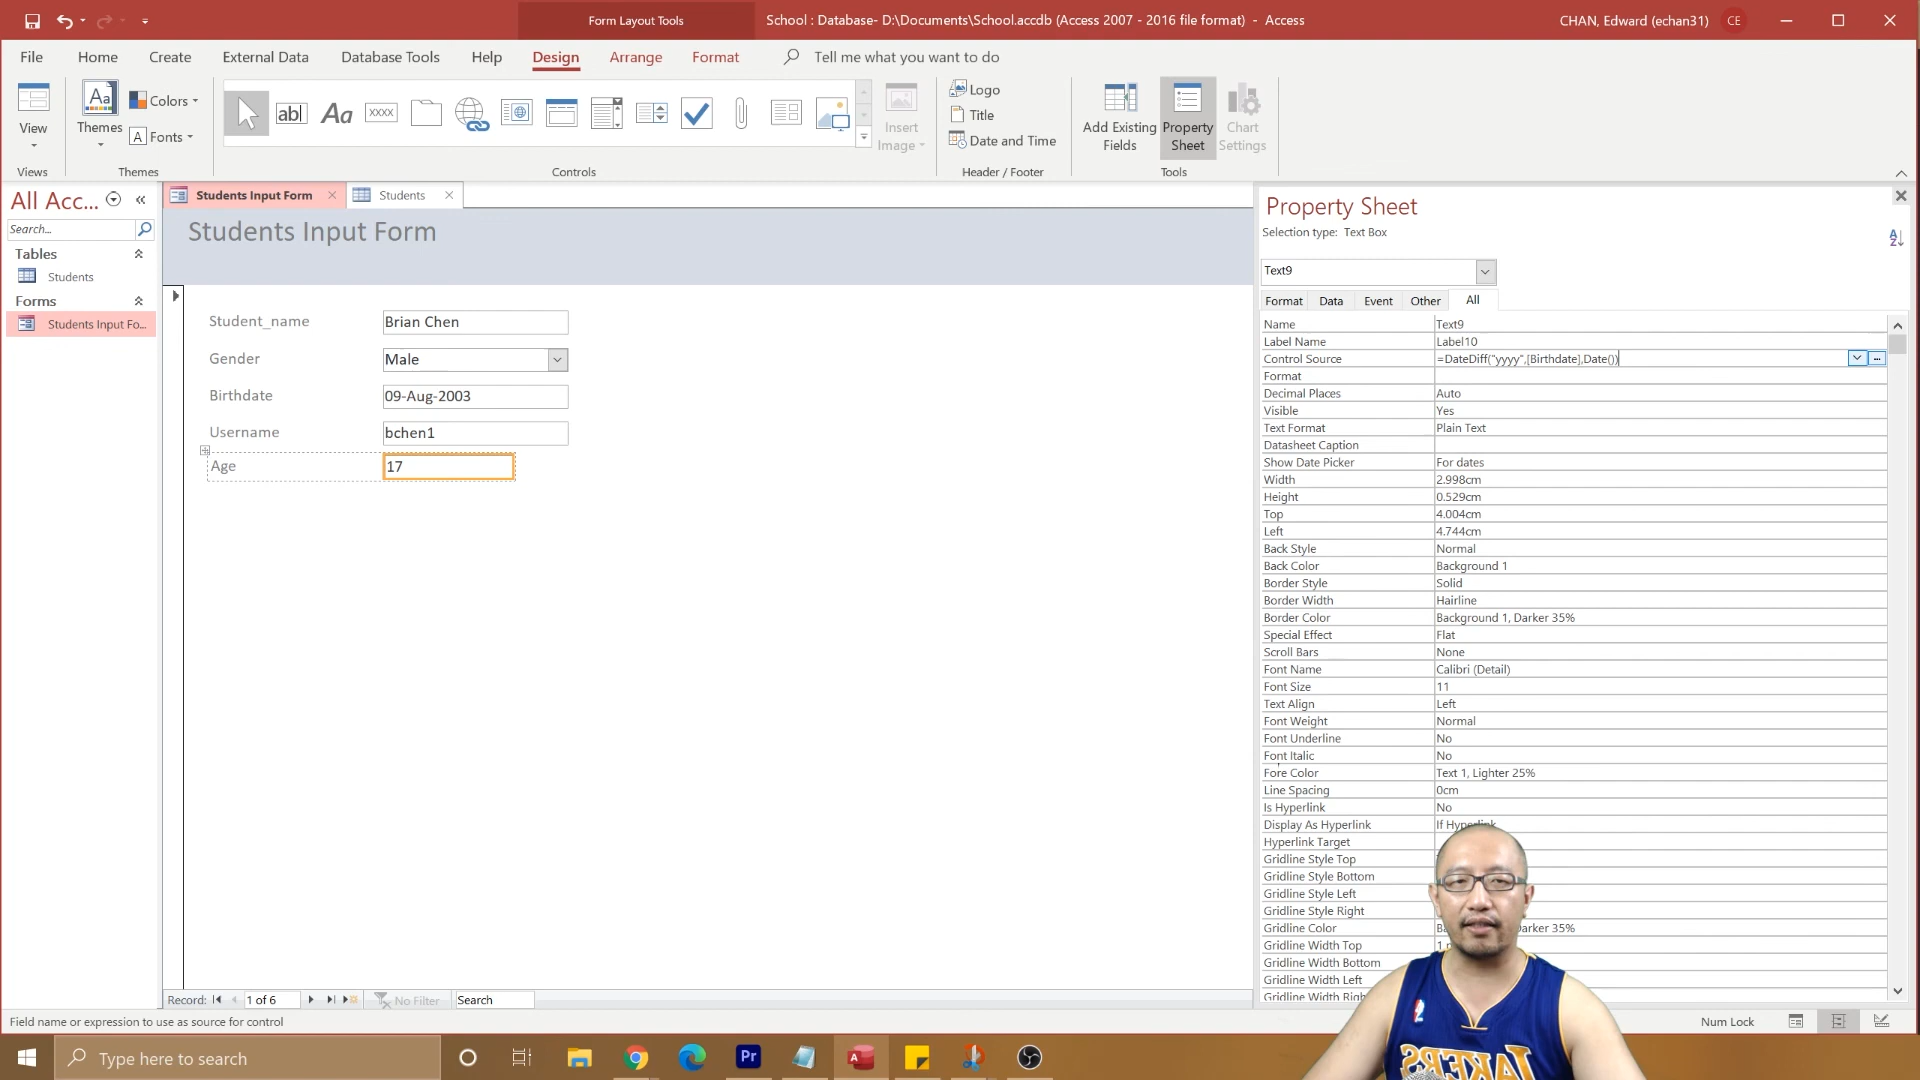 Form Layout Tools
School : Database- D:\Documents\School.accdb (Access 2007 - 2016 file format) - Access
CHAN, Edward (echan31)
CE
File
Home
Create
External Data
Database Tools
Help
Design
Arrange
Format
Tell me what you want to do
View
Views
Aa
Themes
Colors
A Fonts
Themes
abl
Aa
XXXX
Controls
Insert
Image
Logo
Title
Date and Time
Header / Footer
Add Existing
Fields
Property
Sheet
Chart
Settings
Tools
All Acc...
Search...
Tables
Students
Forms
Students Input Fo...
Students Input Form
Students
Students Input Form
Student_name
Brian Chen
Gender
Male
Birthdate
09-Aug-2003
Username
bchen1
Age
17
Record:
1 of 6
No Filter
Search
Property Sheet
Selection type: Text Box
Text9
Format
Data
Event
Other
All
Name
Text9
Label Name
Label10
Control Source
=DateDiff("yyyy",[Birthdate],Date())
Format
Decimal Places
Auto
Visible
Yes
Text Format
Plain Text
Datasheet Caption
Show Date Picker
For dates
Width
2.998cm
Height
0.529cm
Top
4.004cm
Left
4.744cm
Back Style
Normal
Back Color
Background 1
Border Style
Solid
Border Width
Hairline
Border Color
Background 1, Darker 35%
Special Effect
Flat
Scroll Bars
None
Font Name
Calibri (Detail)
Font Size
11
Text Align
Left
Font Weight
Normal
Font Underline
No
Font Italic
No
Fore Color
Text 1, Lighter 25%
Line Spacing
0cm
Is Hyperlink
No
Display As Hyperlink
If Hyperlink
Hyperlink Target
Gridline Style Top
Gridline Style Bottom
Gridline Style Left
Gridline Style Right
Gridline Color
Darker 35%
Gridline Width Top
Gridline Width Bottom
Gridline Width Left
Gridline Width Right
Field name or expression to use as source for control
Num Lock
Type here to search
Pr
A
LAKERS